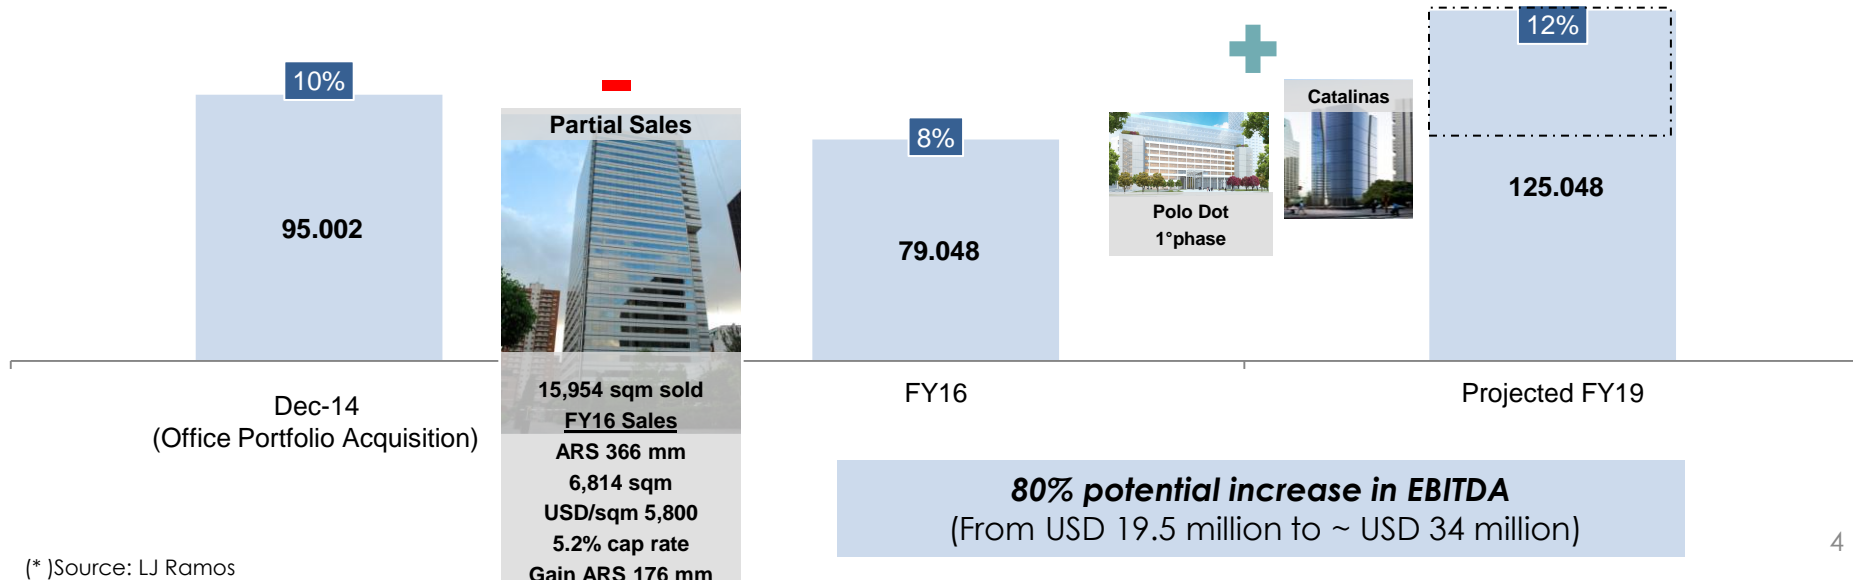 10%
95.002
Partial Sales
15,954 sqm sold
FY16 Sales
ARS 366 mm
6,814 sqm
USD/sqm 5,800
5.2% cap rate
Gain ARS 176 mm
8%
79.048
Polo Dot
1°phase
Catalinas
12%
125.048
Dec-14
(Office Portfolio Acquisition)
FY16
Projected FY19
80% potential increase in EBITDA
(From USD 19.5 million to ~ USD 34 million)
(* )Source: LJ Ramos
4